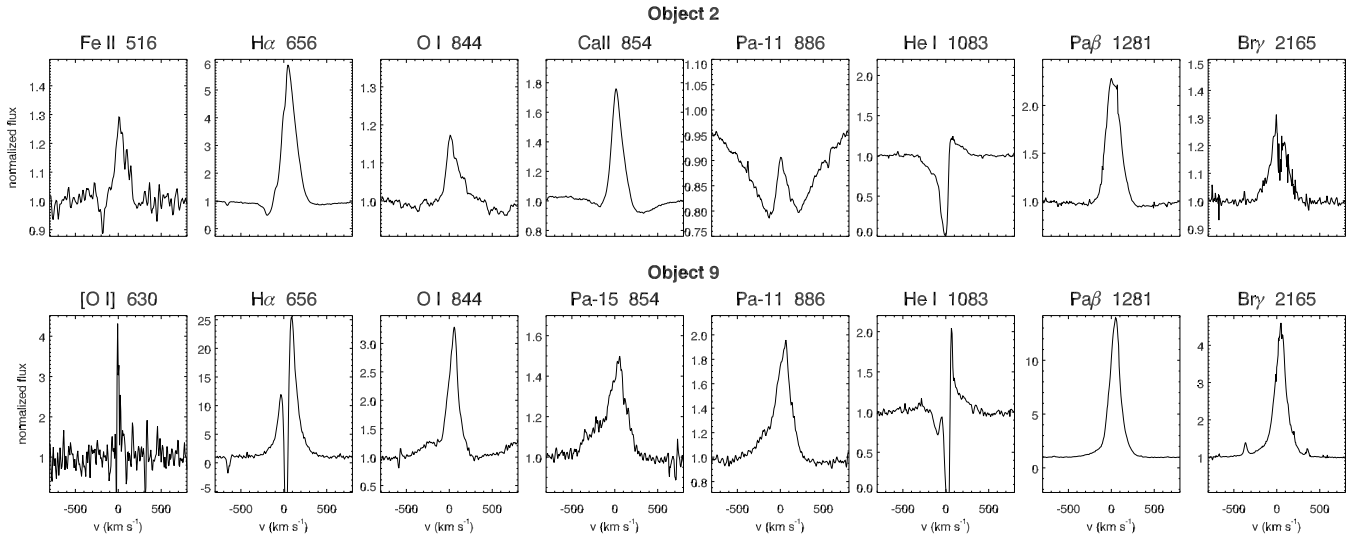 Object 2
Fe II 516
Hα 656
O I 844
CaII 854
Pa-11 886
He I 1083
Paβ 1281
Brγ 2165
normalized flux
1.4
1.3
1.2
1.1
1.0
0.9
6
5
4
3
2
1
0
1.3
1.2
1.1
1.0
1.8
1.6
1.4
1.2
1.0
0.8
1.10
1.05
1.00
0.95
0.90
0.85
0.80
0.75
2.0
1.5
1.0
0.5
0.0
2.0
1.5
1.0
1.5
1.4
1.3
1.2
1.1
1.0
0.9
Object 9
[O I] 630
Hα 656
O I 844
Pa-15 854
Pa-11 886
He I 1083
Paβ 1281
Brγ 2165
normalized flux
4
3
2
1
25
20
15
10
5
0
-5
3.0
2.5
2.0
1.5
1.0
0.5
1.6
1.4
1.2
1.0
2.0
1.8
1.6
1.4
1.2
1.0
0.8
2.0
1.5
1.0
0.5
0.0
10
5
0
4
3
2
1
-500 0 500
-500 0 500
-500 0 500
-500 0 500
-500 0 500
-500 0 500
-500 0 500
-500 0 500
v (km s⁻¹)
v (km s⁻¹)
v (km s⁻¹)
v (km s⁻¹)
v (km s⁻¹)
v (km s⁻¹)
v (km s⁻¹)
v (km s⁻¹)